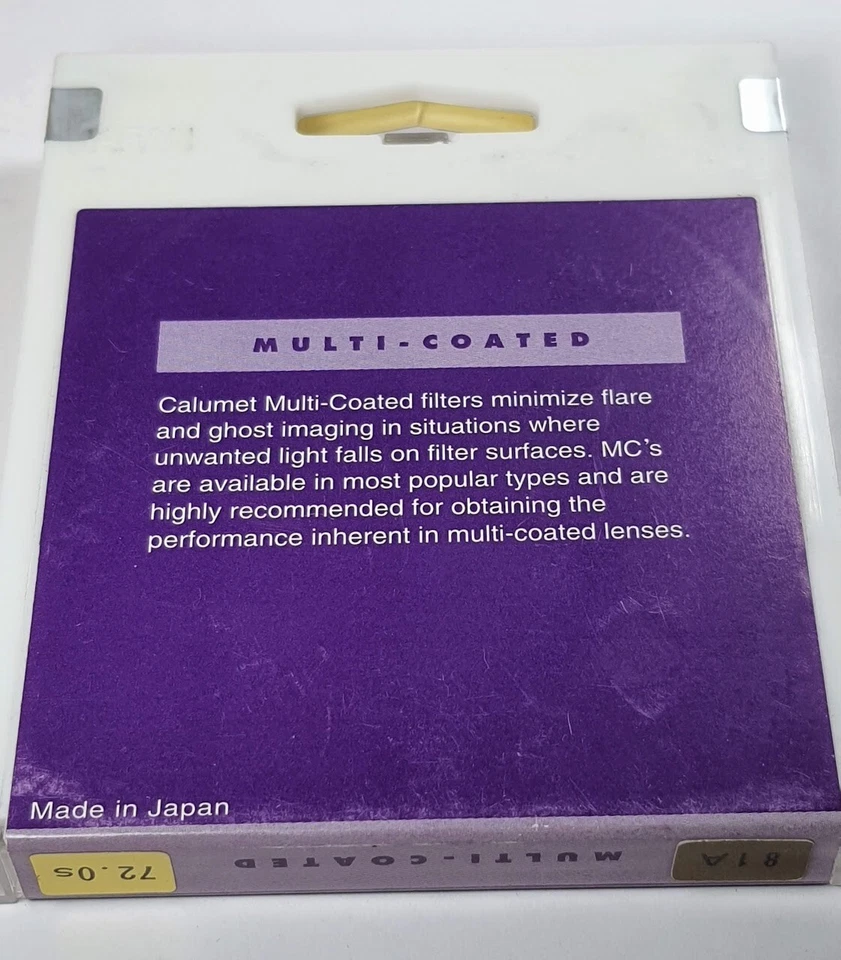 MULTI-COATED
Calumet Multi-Coated filters minimize flare
and ghost imaging in situations where
unwanted light falls on filter surfaces. MC's
are available in most popular types and are
highly recommended for obtaining the
performance inherent in multi-coated lenses.
Made in Japan
72.0s
MULTI-COATED
81A